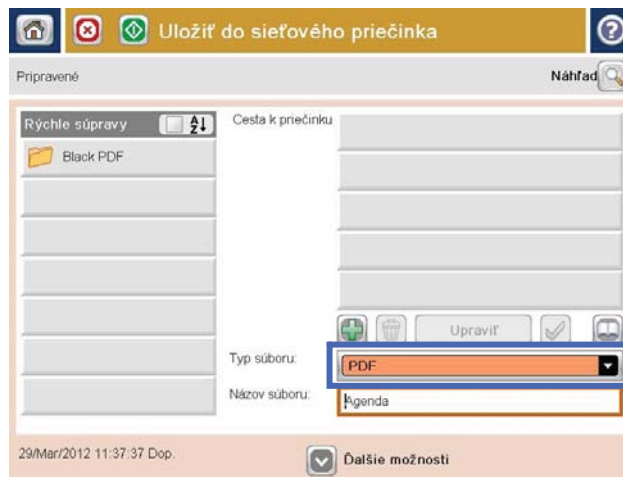 Uložiť do sieťového priečinka
Pripravené
Náhľad
Rýchle súpravy
Cesta k priečinku
Black PDF
Upraviť
Typ súboru:
PDF
Názov súboru:
Agenda
29/Mar/2012 11:37:37 Dop.
Ďalšie možnosti